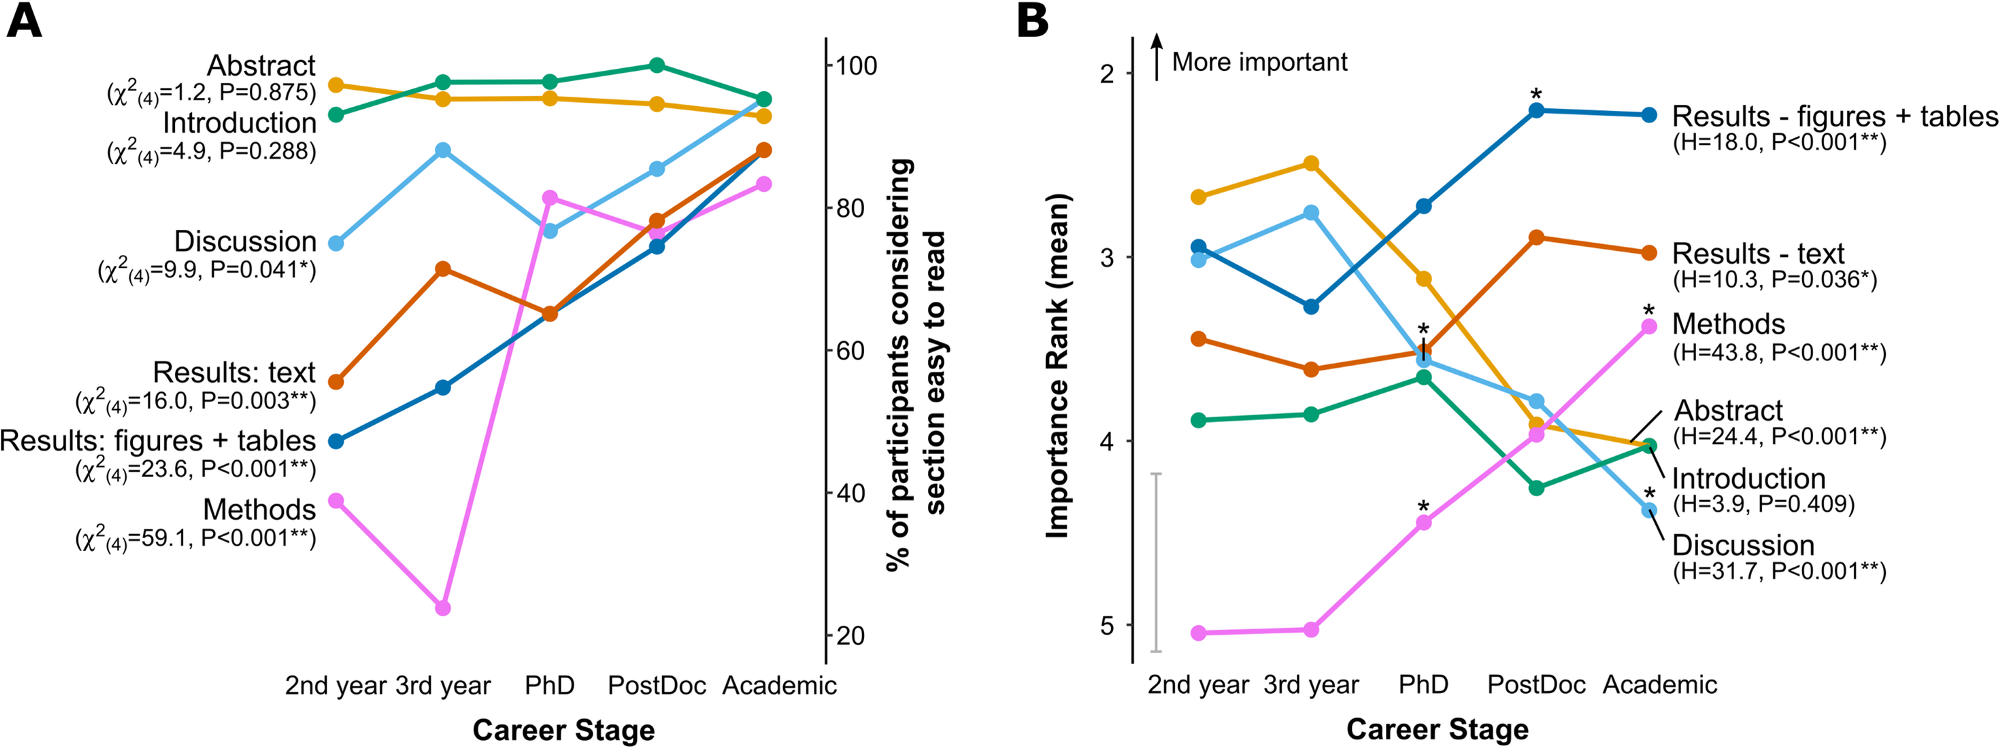 A
Abstract
(χ²₍₄₎=1.2, P=0.875)
Introduction
(χ²₍₄₎=4.9, P=0.288)
Discussion
(χ²₍₄₎=9.9, P=0.041*)
Results: text
(χ²₍₄₎=16.0, P=0.003**)
Results: figures + tables
(χ²₍₄₎=23.6, P<0.001**)
Methods
(χ²₍₄₎=59.1, P<0.001**)
100
80
60
40
20
% of participants considering
section easy to read
2nd year 3rd year PhD PostDoc Academic
Career Stage
B
More important
2
3
4
5
Importance Rank (mean)
*
*
*
*
*
Results - figures + tables
(H=18.0, P<0.001**)
Results - text
(H=10.3, P=0.036*)
Methods
(H=43.8, P<0.001**)
Abstract
(H=24.4, P<0.001**)
Introduction
(H=3.9, P=0.409)
Discussion
(H=31.7, P<0.001**)
2nd year 3rd year PhD PostDoc Academic
Career Stage